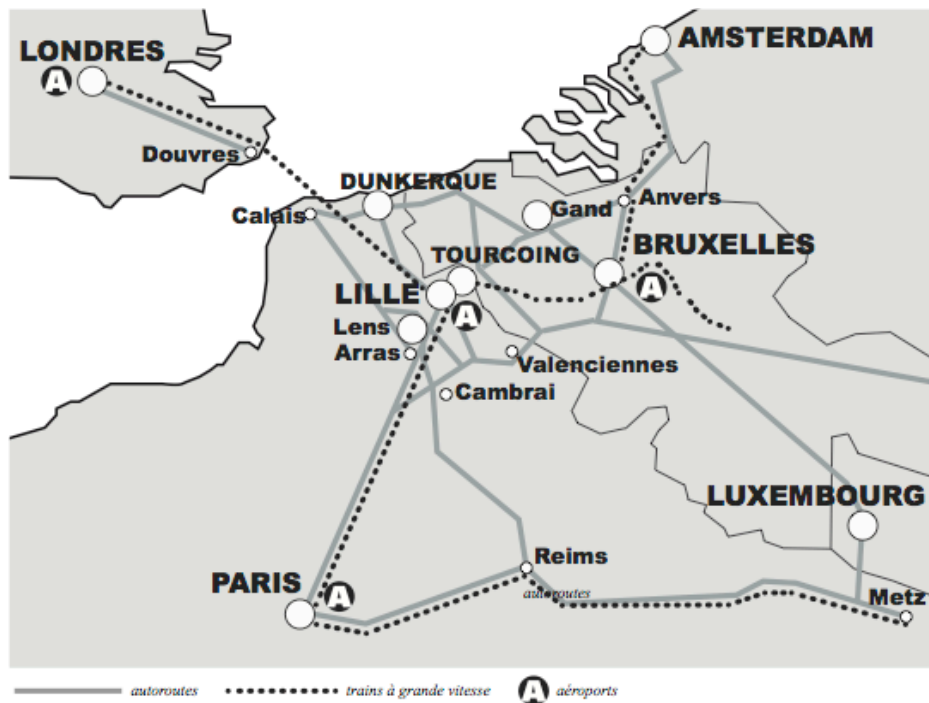 LONDRES
AMSTERDAM
A
Douvres
DUNKERQUE
Calais
Gand
Anvers
TOURCOING
BRUXELLES
LILLE
A
A
Lens
Arras
Valenciennes
Cambrai
LUXEMBOURG
Reims
PARIS
A
autoroutes
Metz
autoroutes
trains à grande vitesse
A
aéroports